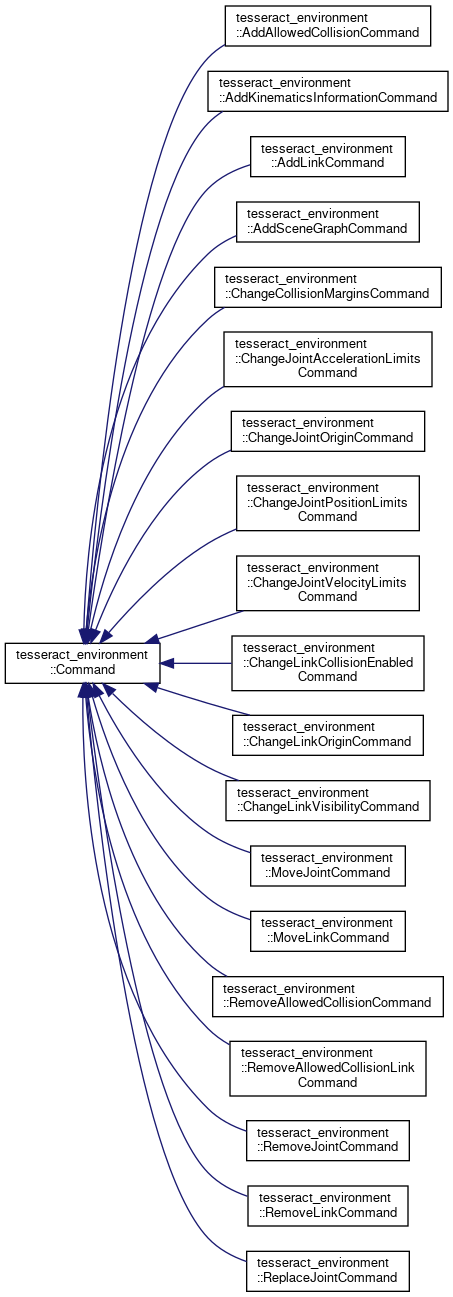 tesseract_environment
::AddAllowedCollisionCommand
tesseract_environment
::AddKinematicsInformationCommand
tesseract_environment
::AddLinkCommand
tesseract_environment
::AddSceneGraphCommand
tesseract_environment
::ChangeCollisionMarginsCommand
tesseract_environment
::ChangeJointAccelerationLimits
Command
tesseract_environment
::ChangeJointOriginCommand
tesseract_environment
::ChangeJointPositionLimits
Command
tesseract_environment
::ChangeJointVelocityLimits
Command
tesseract_environment
::Command
tesseract_environment
::ChangeLinkCollisionEnabled
Command
tesseract_environment
::ChangeLinkOriginCommand
tesseract_environment
::ChangeLinkVisibilityCommand
tesseract_environment
::MoveJointCommand
tesseract_environment
::MoveLinkCommand
tesseract_environment
::RemoveAllowedCollisionCommand
tesseract_environment
::RemoveAllowedCollisionLink
Command
tesseract_environment
::RemoveJointCommand
tesseract_environment
::RemoveLinkCommand
tesseract_environment
::ReplaceJointCommand